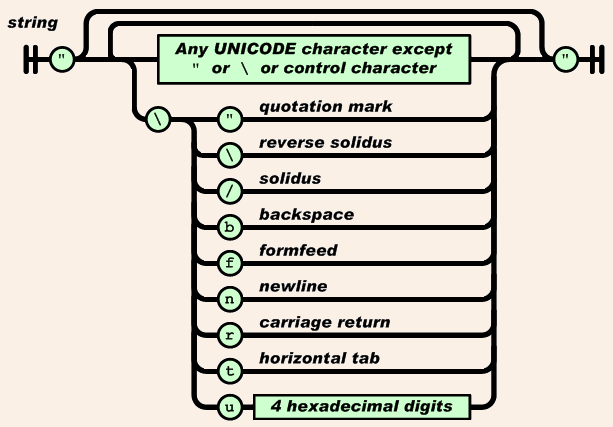 string
" Any UNICODE character except "
" or \ or control character
\ " quotation mark
\ reverse solidus
/ solidus
b backspace
f formfeed
n newline
r carriage return
t horizontal tab
u 4 hexadecimal digits